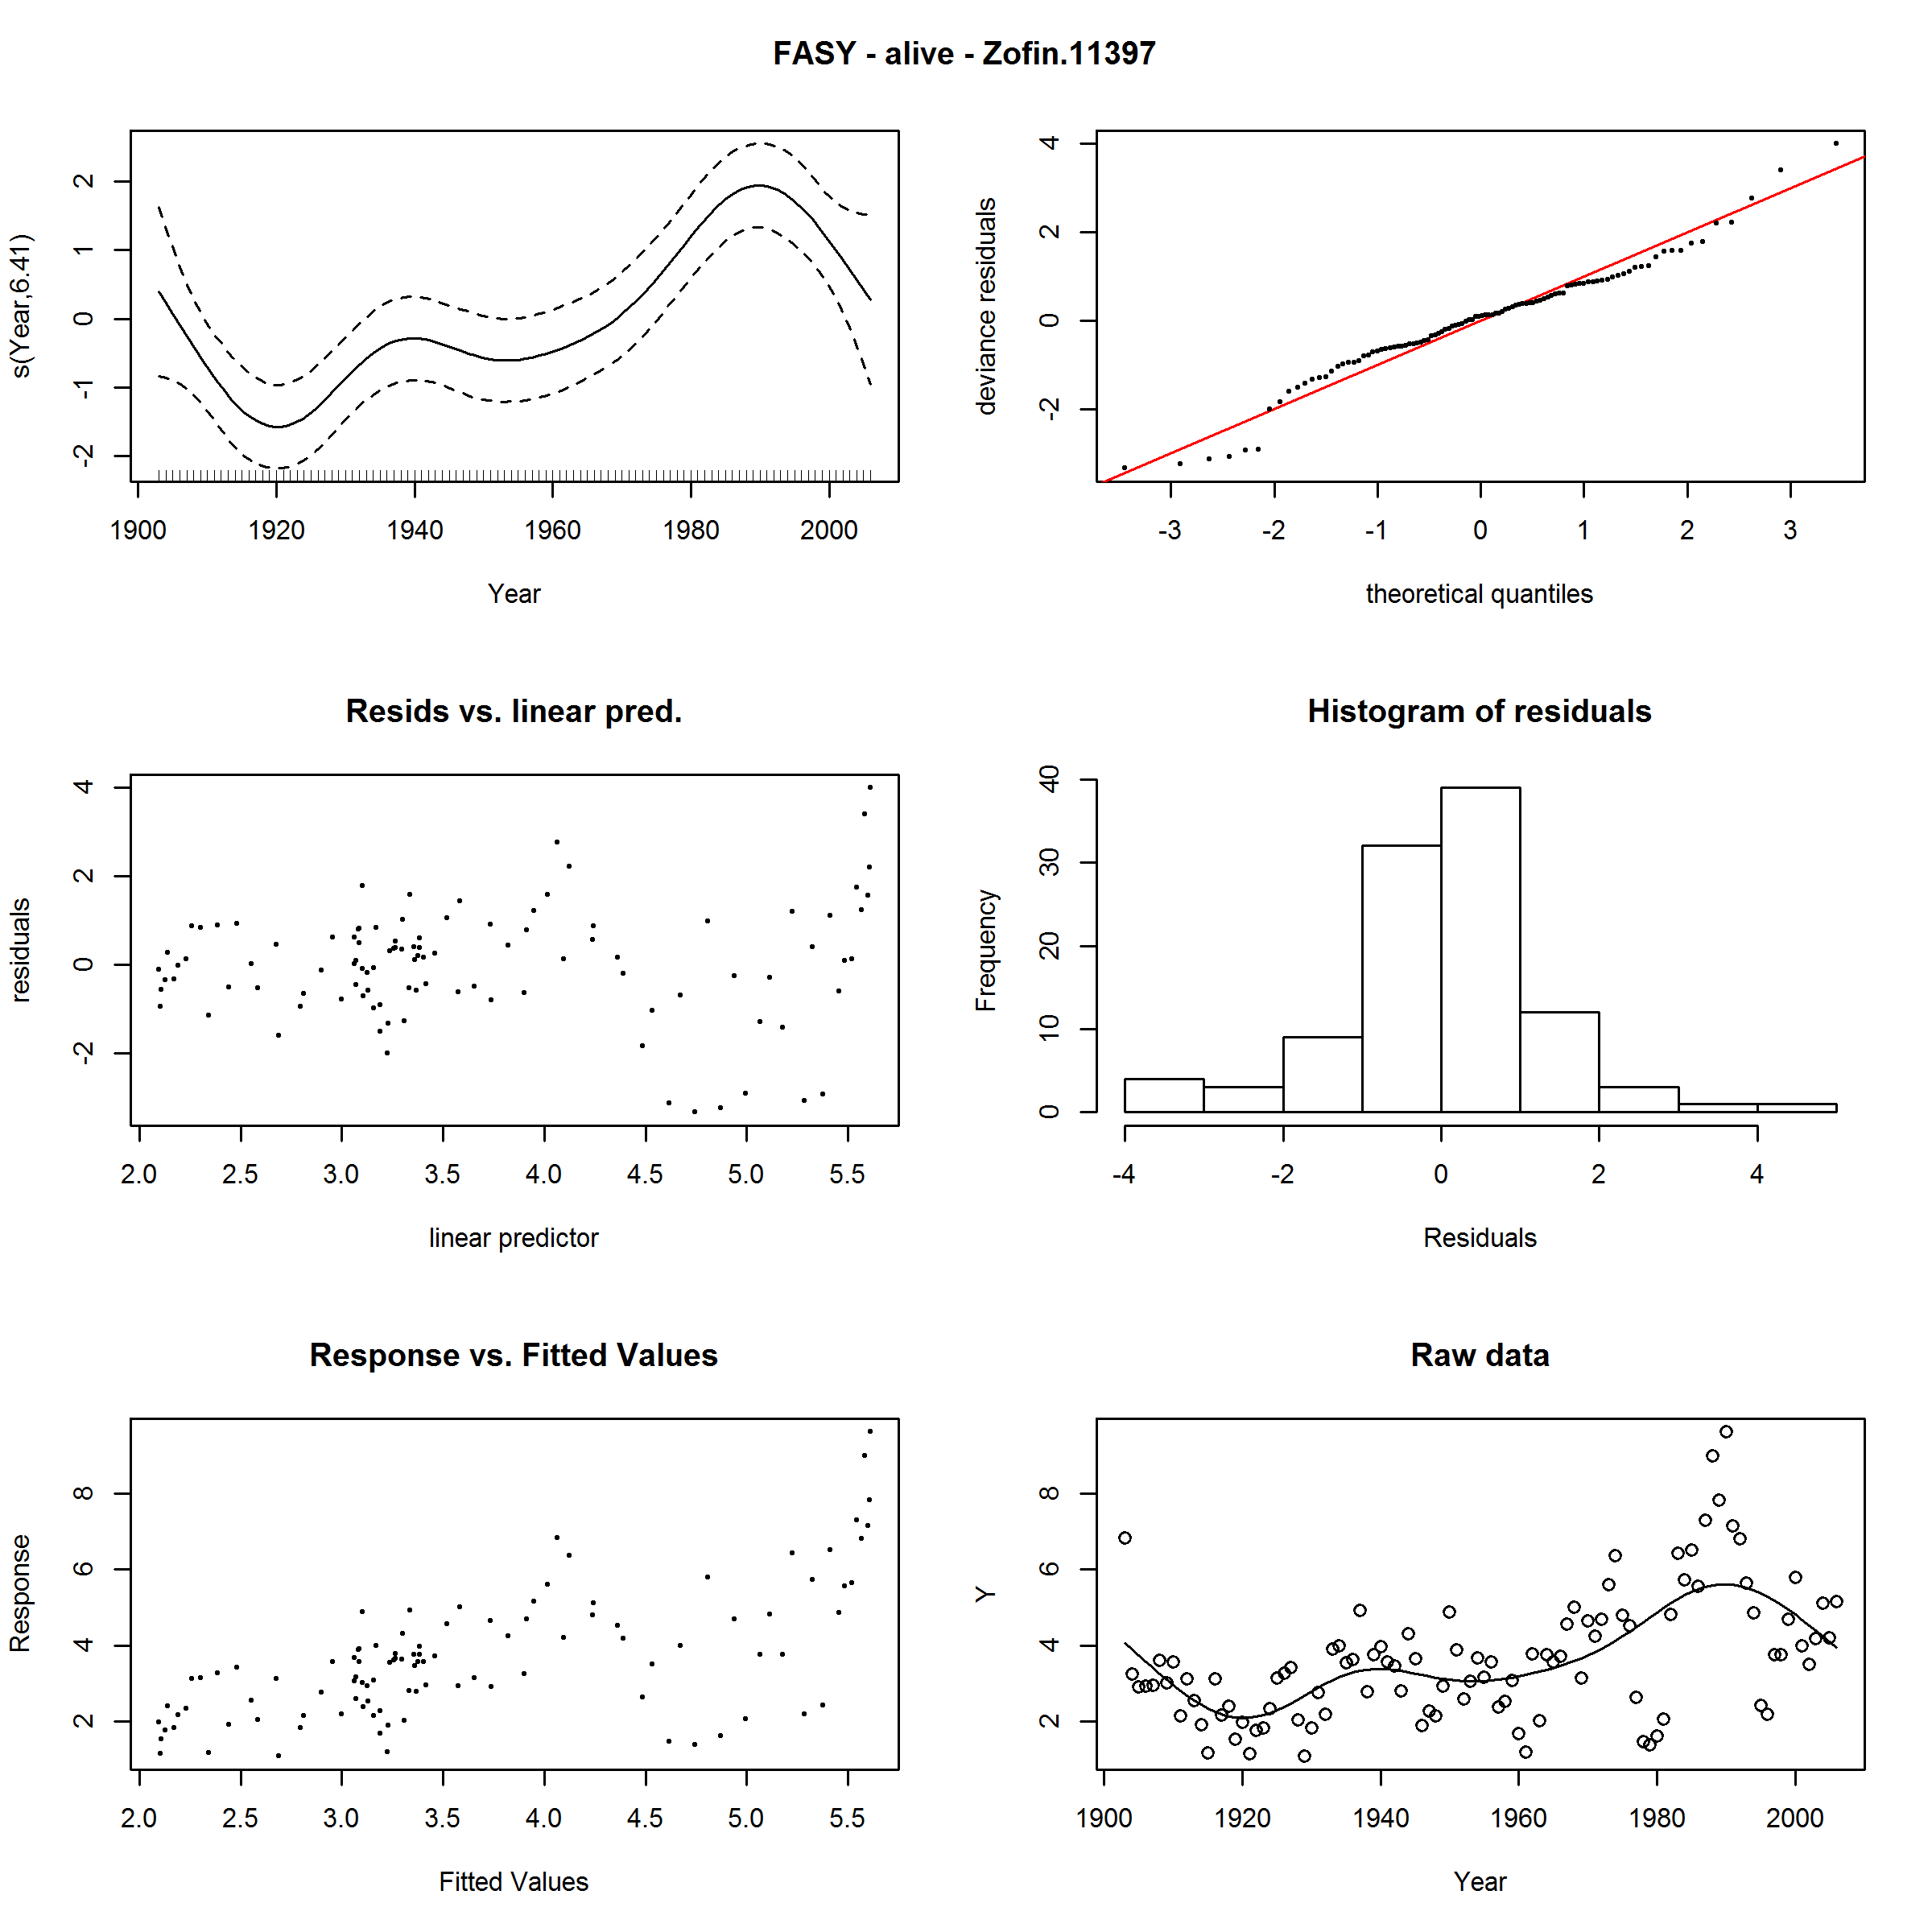 FASY - alive - Zofin.11397
s(Year,6.41)
2
1
0
-1
-2
1900 1920 1940 1960 1980 2000
Year
deviance residuals
4
2
0
-2
-3 -2 -1 0 1 2 3
theoretical quantiles
Resids vs. linear pred.
residuals
4
2
0
-2
2.0 2.5 3.0 3.5 4.0 4.5 5.0 5.5
linear predictor
Histogram of residuals
Frequency
40
30
20
10
0
-4 -2 0 2 4
Residuals
Response vs. Fitted Values
Response
8
6
4
2
2.0 2.5 3.0 3.5 4.0 4.5 5.0 5.5
Fitted Values
Raw data
Y
8
6
4
2
1900 1920 1940 1960 1980 2000
Year